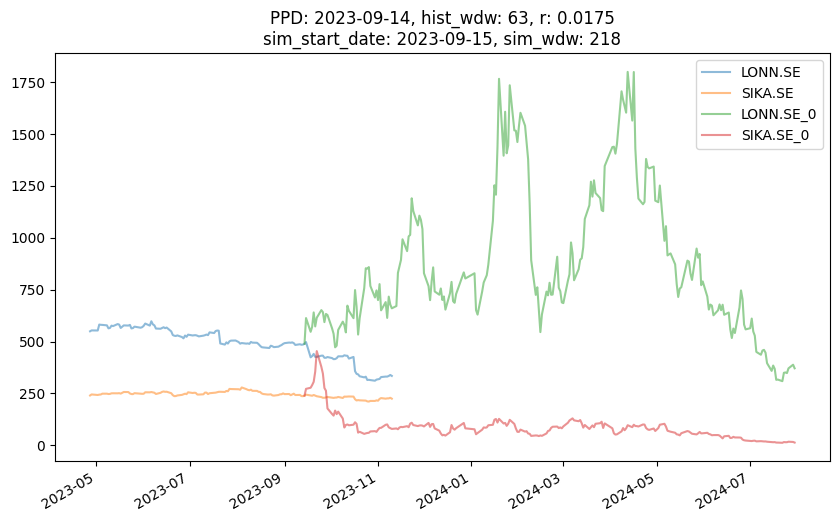 PPD: 2023-09-14, hist_wdw: 63, r: 0.0175
sim_start_date: 2023-09-15, sim_wdw: 218
LONN.SE
SIKA.SE
LONN.SE_0
SIKA.SE_0
1750
1500
1250
1000
750
500
250
0
2023-05
2023-07
2023-09
2023-11
2024-01
2024-03
2024-05
2024-07